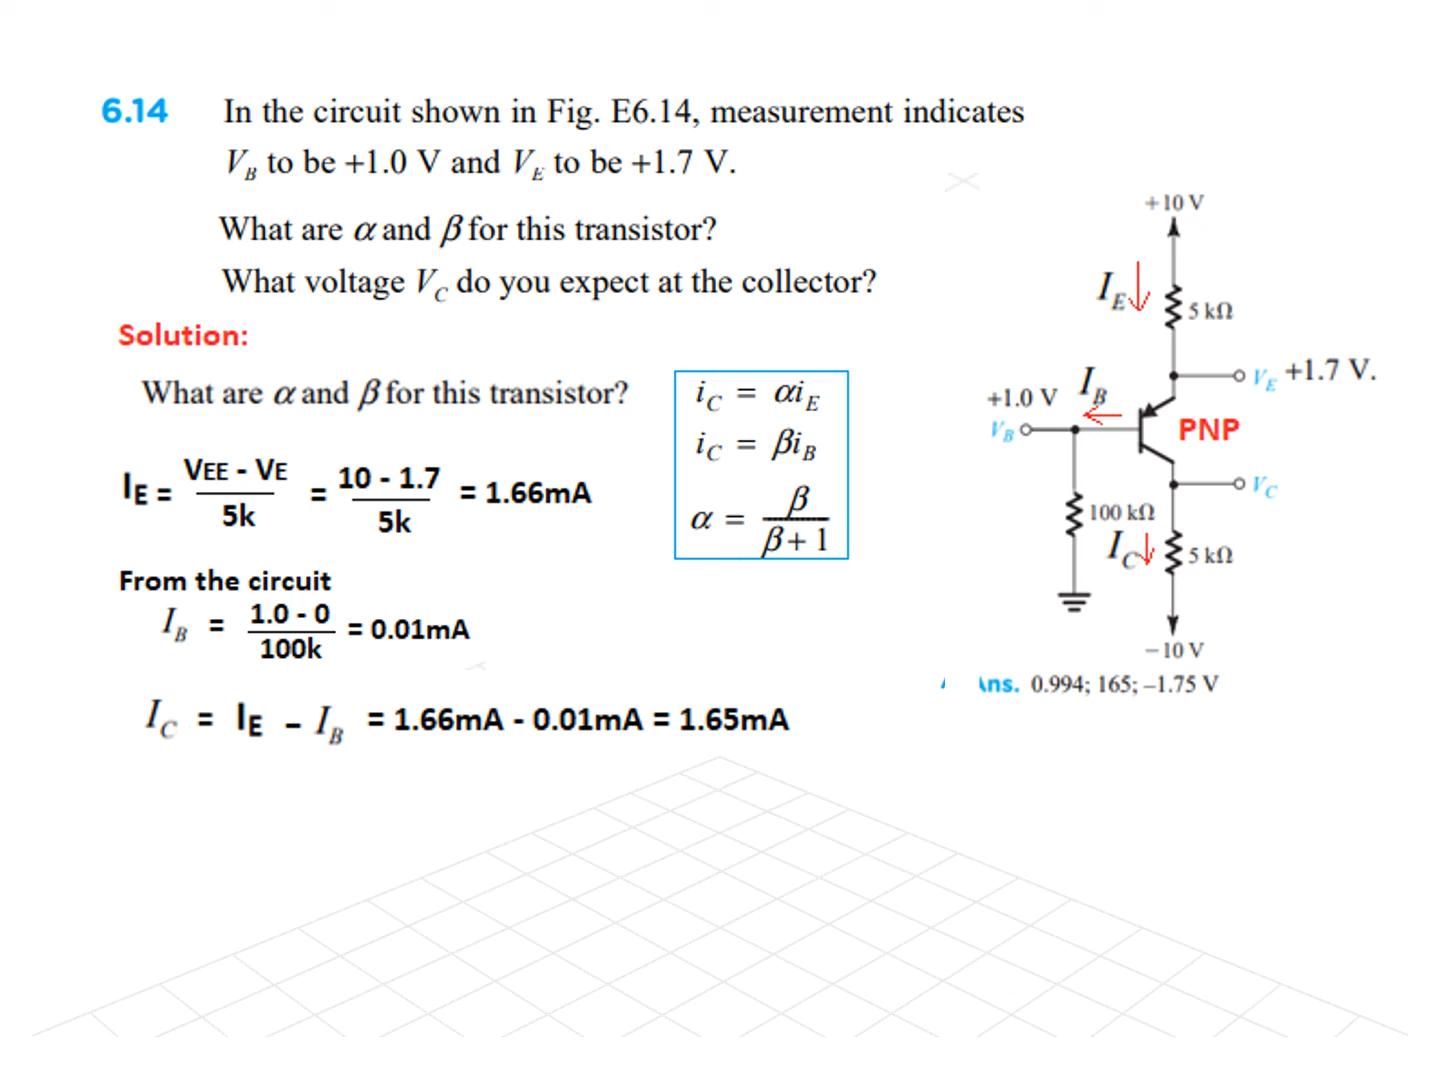 6.14 In the circuit shown in Fig. E6.14, measurement indicates
V_B to be +1.0 V and V_E to be +1.7 V.
What are α and β for this transistor?
What voltage V_C do you expect at the collector?
Solution:
What are α and β for this transistor?
i_C = αi_E
i_C = βi_B
α = β / β + 1
IE = VEE - VE / 5k = 10 - 1.7 / 5k = 1.66mA
From the circuit
I_B = 1.0 - 0 / 100k = 0.01mA
I_C = IE - I_B = 1.66mA - 0.01mA = 1.65mA
+10 V
I_E
5 kΩ
V_E +1.7 V.
+1.0 V I_B
V_B
PNP
V_C
100 kΩ
I_C
5 kΩ
−10 V
Ans. 0.994; 165; −1.75 V